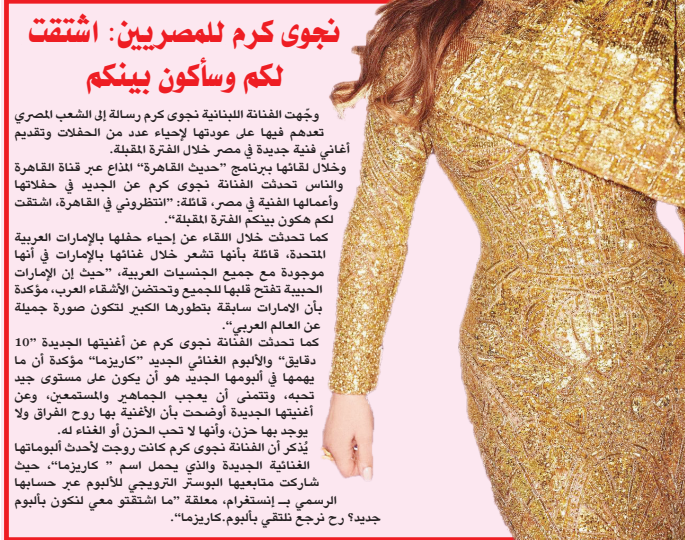 نجوى كرم للمصريين: اشتقت
لكم وسأكون بينكم
وجّهت الفنانة اللبنانية نجوى كرم رسالة إلى الشعب المصري
تعدهم فيها على عودتها لإحياء عدد من الحفلات وتقديم
أغاني فنية جديدة في مصر خلال الفترة المقبلة.
وخلال لقائها ببرنامج ”حديث القاهرة“ المذاع عبر قناة القاهرة
والناس تحدثت الفنانة نجوى كرم عن الجديد في حفلاتها
وأعمالها الفنية في مصر، قائلة: ”انتظروني في القاهرة، اشتقت
لكم هكون بينكم الفترة المقبلة“.
كما تحدثت خلال اللقاء عن إحياء حفلها بالإمارات العربية
المتحدة، قائلة بأنها تشعر خلال غنائها بالإمارات في أنها
موجودة مع جميع الجنسيات العربية، ”حيث إن الإمارات
الحبيبة تفتح قلبها للجميع وتحتضن الأشقاء العرب، مؤكدة
بأن الامارات سابقة بتطورها الكبير لتكون صورة جميلة
عن العالم العربي“.
كما تحدثت الفنانة نجوى كرم عن أغنيتها الجديدة ”10
دقايق“ والألبوم الغنائي الجديد ”كاريزما“ مؤكدة أن ما
يهمها في ألبومها الجديد هو أن يكون على مستوى جيد
تحبه، وتتمنى أن يعجب الجماهير والمستمعين، وعن
أغنيتها الجديدة أوضحت بأن الأغنية بها روح الفراق ولا
يوجد بها حزن، وأنها لا تحب الحزن أو الغناء له.
يُذكر أن الفنانة نجوى كرم كانت روجت لأحدث ألبوماتها
الغنائية الجديدة والذي يحمل اسم ” كاريزما“، حيث
شاركت متابعيها البوستر الترويجي للألبوم عبر حسابها
الرسمي بـ إنستغرام، معلقة ”ما اشتقتو معي لنكون بألبوم
جديد؟ رح نرجع نلتقي بألبوم.كاريزما“.